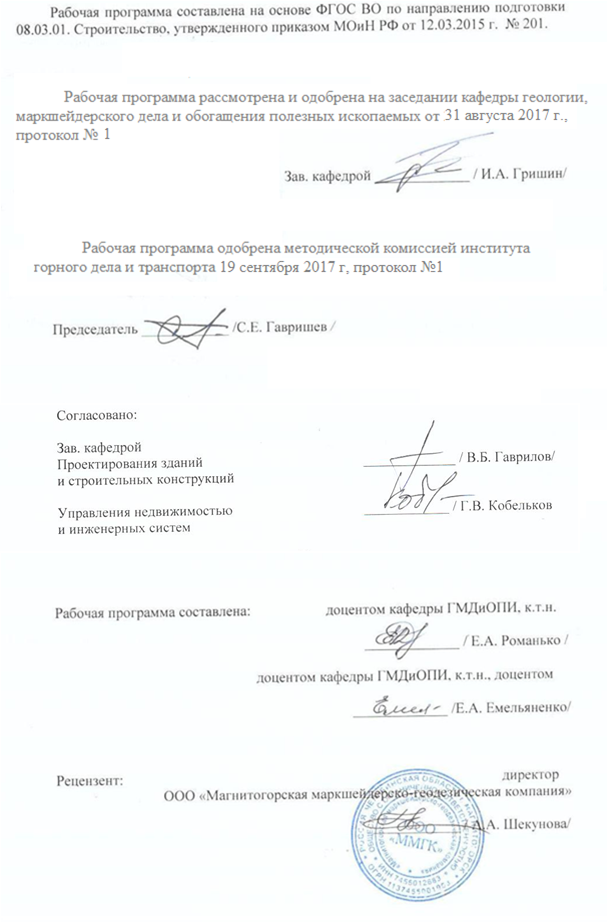 Рабочая программа составлена на основе ФГОС ВО по направлению подготовки
08.03.01. Строительство, утвержденного приказом МОиН РФ от 12.03.2015 г. № 201.
Рабочая программа рассмотрена и одобрена на заседании кафедры геологии,
маркшейдерского дела и обогащения полезных ископаемых от 31 августа 2017 г.,
протокол № 1
Зав. кафедрой / И.А. Гришин/
Рабочая программа одобрена методической комиссией института
горного дела и транспорта 19 сентября 2017 г, протокол №1
Председатель /С.Е. Гавришев /
Согласовано:
Зав. кафедрой
Проектирования зданий / В.Б. Гаврилов/
и строительных конструкций
Управления недвижимостью / Г.В. Кобельков
и инженерных систем
Рабочая программа составлена: доцентом кафедры ГМДиОПИ, к.т.н.
/ Е.А. Романько /
доцентом кафедры ГМДиОПИ, к.т.н., доцентом
/Е.А. Емельяненко/
Рецензент: директор
ООО «Магнитогорская маркшейдерско-геодезическая компания»
/ А.А. Шекунова/
ООО
«ММГК»